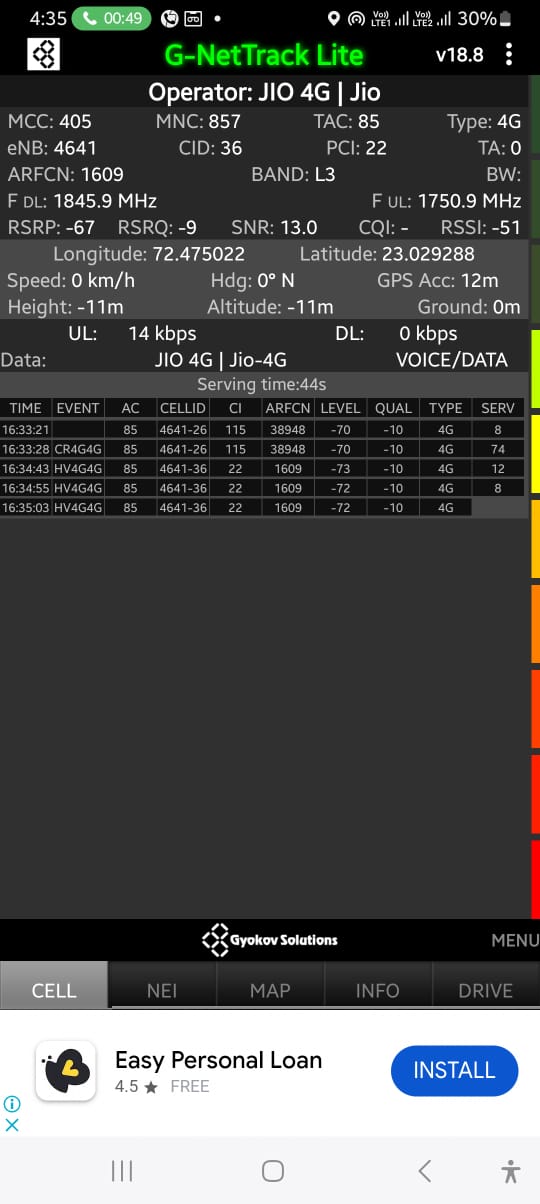 4:35 00:49 Vo)) LTE1 Vo)) LTE2 30%
G-NetTrack Lite v18.8
Operator: JIO 4G | Jio
MCC: 405 MNC: 857 TAC: 85 Type: 4G
eNB: 4641 CID: 36 PCI: 22 TA: 0
ARFCN: 1609 BAND: L3 BW:
F DL: 1845.9 MHz F UL: 1750.9 MHz
RSRP: -67 RSRQ: -9 SNR: 13.0 CQI: - RSSI: -51
Longitude: 72.475022 Latitude: 23.029288
Speed: 0 km/h Hdg: 0° N GPS Acc: 12m
Height: -11m Altitude: -11m Ground: 0m
UL: 14 kbps DL: 0 kbps
Data: JIO 4G | Jio-4G VOICE/DATA
Serving time:44s
TIME EVENT AC CELLID CI ARFCN LEVEL QUAL TYPE SERV
16:33:21 85 4641-26 115 38948 -70 -10 4G 8
16:33:28 CR4G4G 85 4641-26 115 38948 -70 -10 4G 74
16:34:43 HV4G4G 85 4641-36 22 1609 -73 -10 4G 12
16:34:55 HV4G4G 85 4641-36 22 1609 -72 -10 4G 8
16:35:03 HV4G4G 85 4641-36 22 1609 -72 -10 4G
Gyokov Solutions MENU
CELL NEI MAP INFO DRIVE
Easy Personal Loan
4.5 ★ FREE
INSTALL